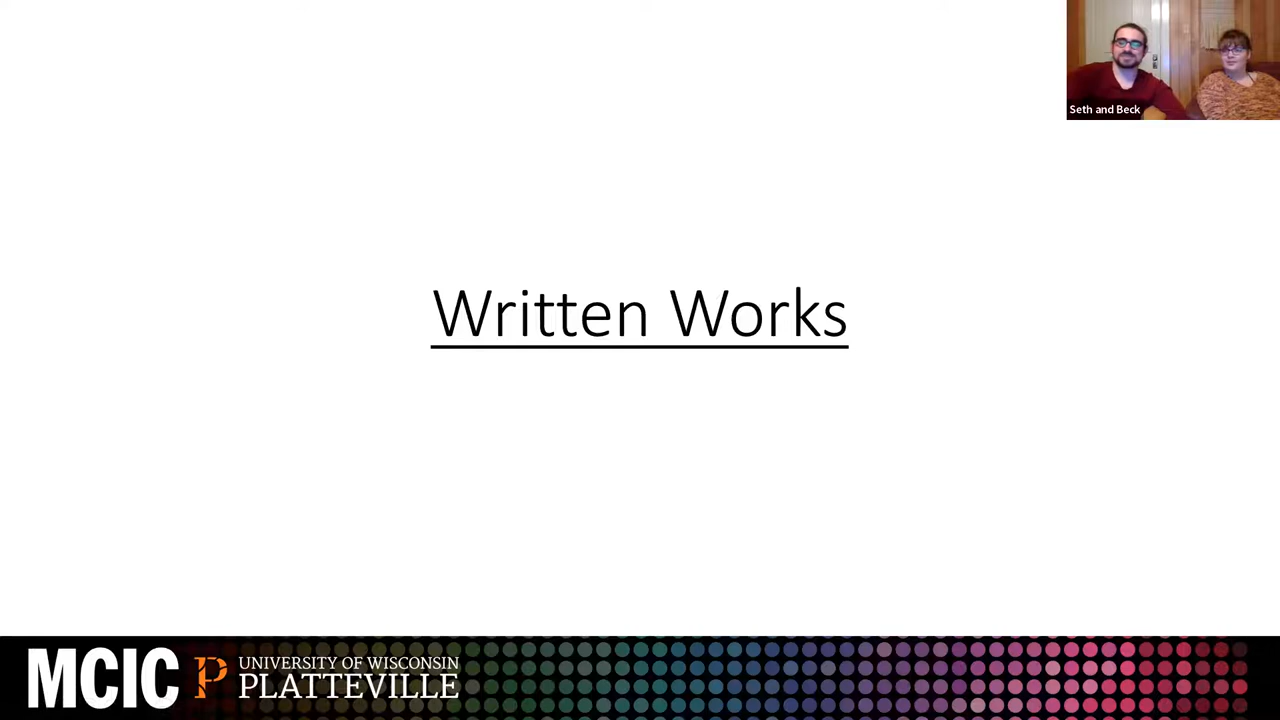 Seth and Beck
Written Works
MCIC
P
UNIVERSITY OF WISCONSIN
PLATTEVILLE